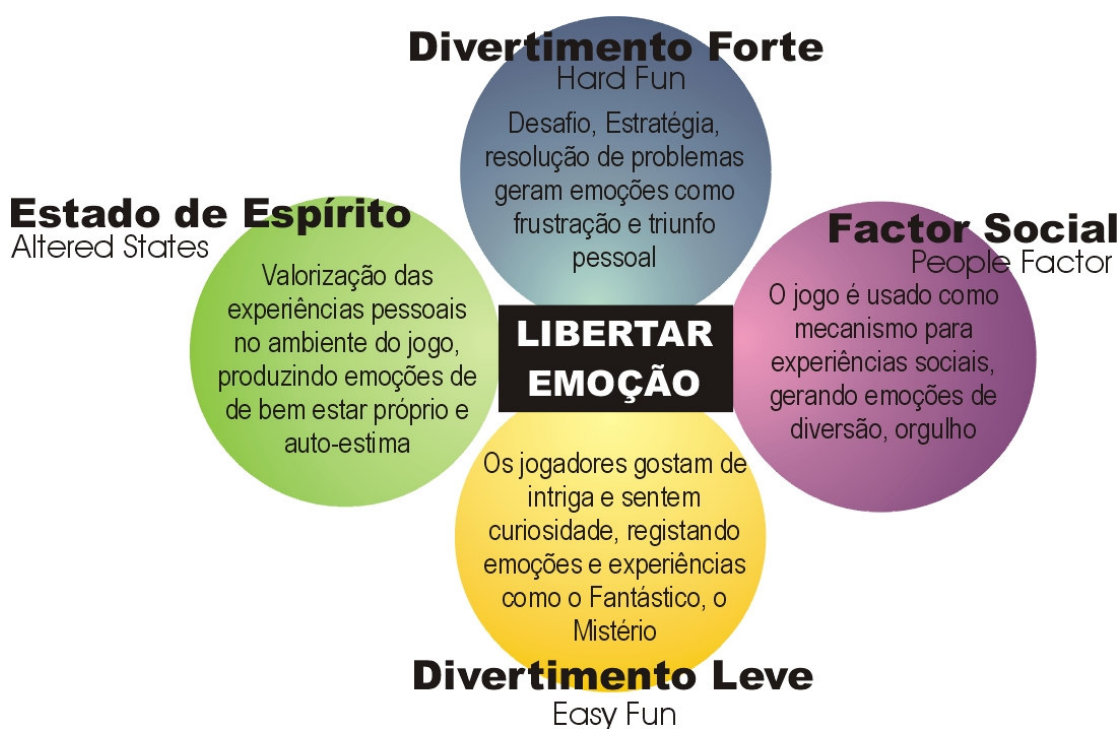 Divertimento Forte
Hard Fun
Desafio, Estratégia,
resolução de problemas
geram emoções como
frustração e triunfo
pessoal
Estado de Espírito
Altered States
Valorização das
experiências pessoais
no ambiente do jogo,
produzindo emoções de
de bem estar próprio e
auto-estima
LIBERTAR
EMOÇÃO
Factor Social
People Factor
O jogo é usado como
mecanismo para
experiências sociais,
gerando emoções de
diversão, orgulho
Os jogadores gostam de
intriga e sentem
curiosidade, registando
emoções e experiências
como o Fantástico, o
Mistério
Divertimento Leve
Easy Fun